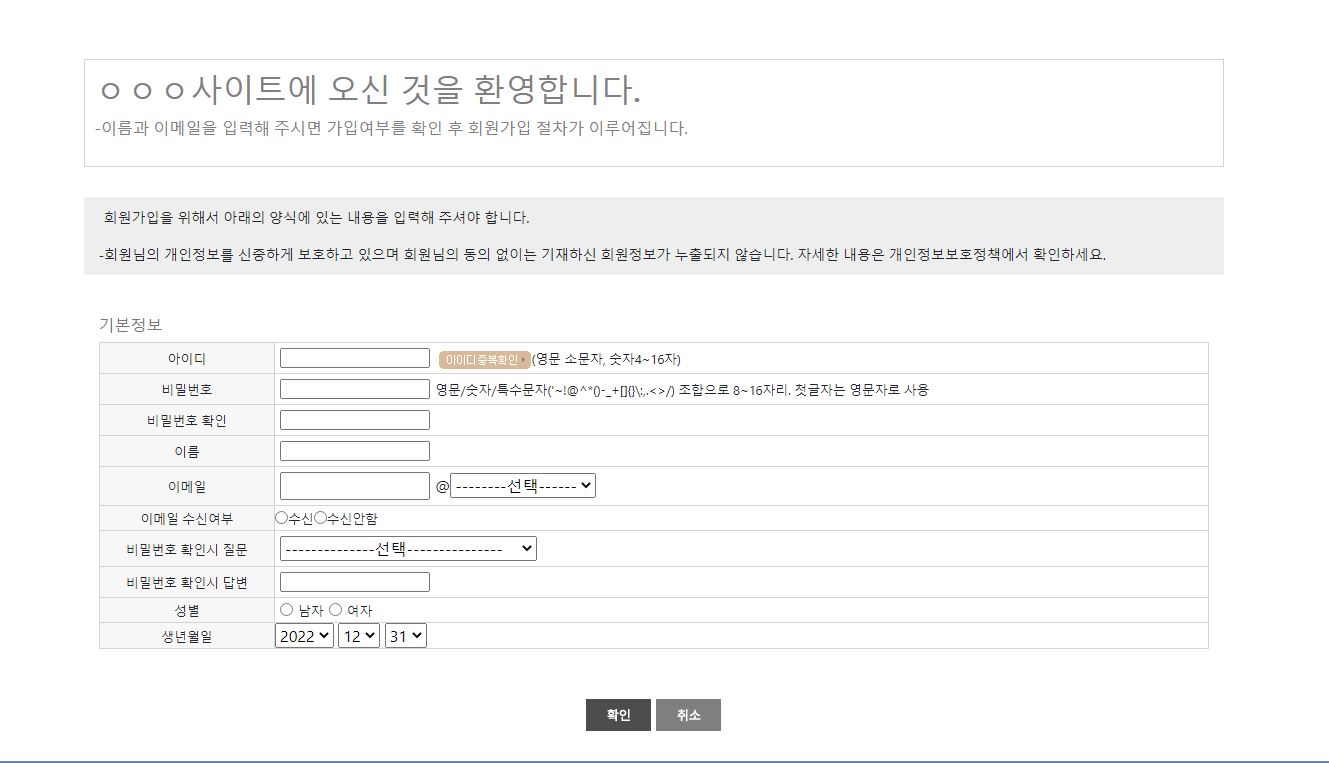 ㅇㅇㅇ사이트에 오신 것을 환영합니다.
-이름과 이메일을 입력해 주시면 가입여부를 확인 후 회원가입 절차가 이루어집니다.
회원가입을 위해서 아래의 양식에 있는 내용을 입력해 주셔야 합니다.
-회원님의 개인정보를 신중하게 보호하고 있으며 회원님의 동의 없이는 기재하신 회원정보가 누출되지 않습니다. 자세한 내용은 개인정보보호정책에서 확인하세요.
기본정보
아이디 아이디중복확인 (영문 소문자, 숫자4~16자)
비밀번호 영문/숫자/특수문자('~!@^*()-_+[]{}\:,.<>/) 조합으로 8~16자리. 첫글자는 영문자로 사용
비밀번호 확인
이름
이메일 @ --------선택------
이메일 수신여부 수신 수신안함
비밀번호 확인시 질문 --------------선택---------------
비밀번호 확인시 답변
성별 남자 여자
생년월일 2022 12 31
확인 취소